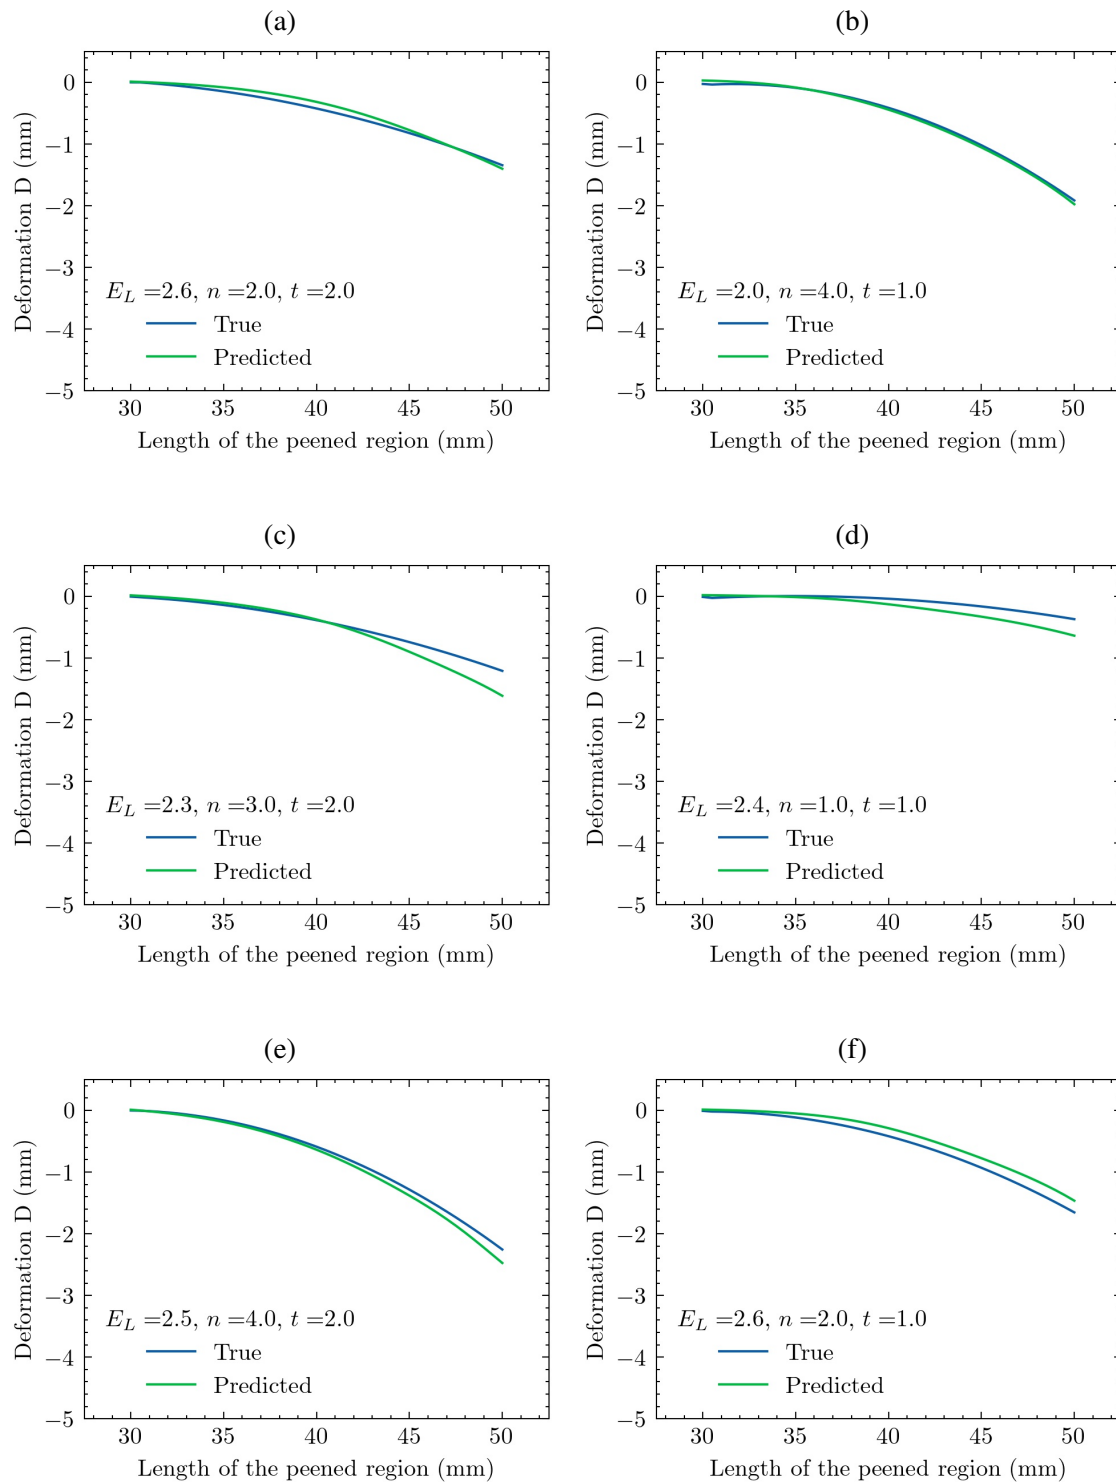 (a)
Deformation D (mm)
0
−1
−2
−3
−4
−5
E_L =2.6, n =2.0, t =2.0
True
Predicted
30 35 40 45 50
Length of the peened region (mm)
(b)
Deformation D (mm)
0
−1
−2
−3
−4
−5
E_L =2.0, n =4.0, t =1.0
True
Predicted
30 35 40 45 50
Length of the peened region (mm)
(c)
Deformation D (mm)
0
−1
−2
−3
−4
−5
E_L =2.3, n =3.0, t =2.0
True
Predicted
30 35 40 45 50
Length of the peened region (mm)
(d)
Deformation D (mm)
0
−1
−2
−3
−4
−5
E_L =2.4, n =1.0, t =1.0
True
Predicted
30 35 40 45 50
Length of the peened region (mm)
(e)
Deformation D (mm)
0
−1
−2
−3
−4
−5
E_L =2.5, n =4.0, t =2.0
True
Predicted
30 35 40 45 50
Length of the peened region (mm)
(f)
Deformation D (mm)
0
−1
−2
−3
−4
−5
E_L =2.6, n =2.0, t =1.0
True
Predicted
30 35 40 45 50
Length of the peened region (mm)